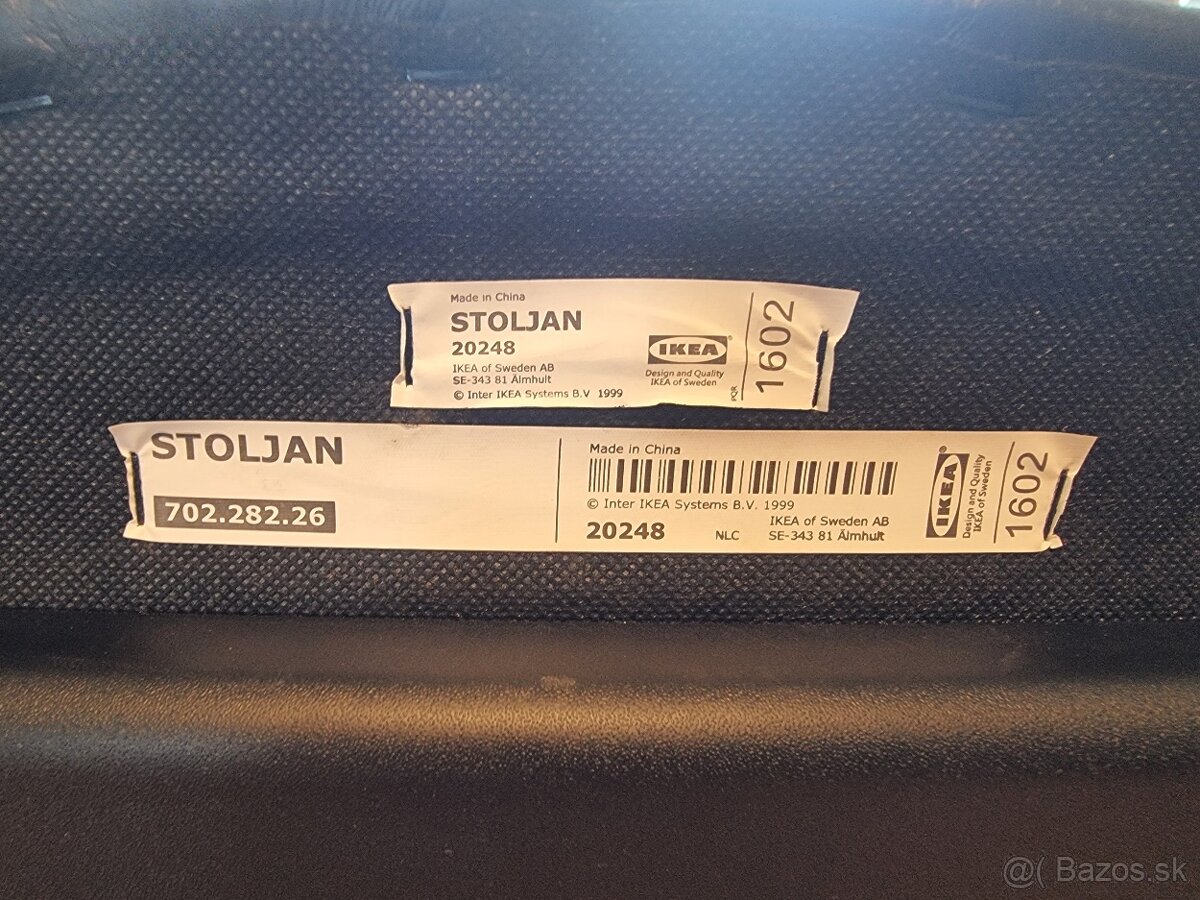 Made in China
STOLJAN
20248
IKEA of Sweden AB
SE-343 81 Älmhult
© Inter IKEA Systems B.V 1999
IKEA
Design and Quality
IKEA of Sweden
PQR
1602
STOLJAN
702.282.26
Made in China
© Inter IKEA Systems B.V. 1999
20248
NLC
IKEA of Sweden AB
SE-343 81 Älmhult
IKEA
Design and Quality
IKEA of Sweden
1602
@( Bazos.sk